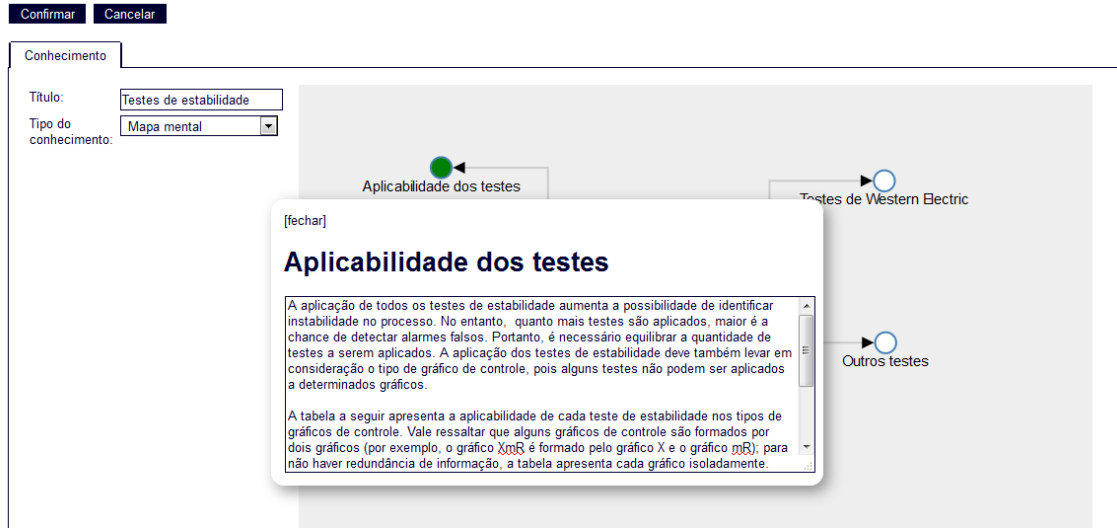 Confirmar Cancelar
Conhecimento
Título: Testes de estabilidade
Tipo do
conhecimento: Mapa mental
Aplicabilidade dos testes
Testes de Western Electric
[fechar]
Aplicabilidade dos testes
A aplicação de todos os testes de estabilidade aumenta a possibilidade de identificar
instabilidade no processo. No entanto, quanto mais testes são aplicados, maior é a
chance de detectar alarmes falsos. Portanto, é necessário equilibrar a quantidade de
testes a serem aplicados. A aplicação dos testes de estabilidade deve também levar em
consideração o tipo de gráfico de controle, pois alguns testes não podem ser aplicados
a determinados gráficos.
A tabela a seguir apresenta a aplicabilidade de cada teste de estabilidade nos tipos de
gráficos de controle. Vale ressaltar que alguns gráficos de controle são formados por
dois gráficos (por exemplo, o gráfico XmR é formado pelo gráfico X e o gráfico mR); para
não haver redundância de informação, a tabela apresenta cada gráfico isoladamente.
Outros testes